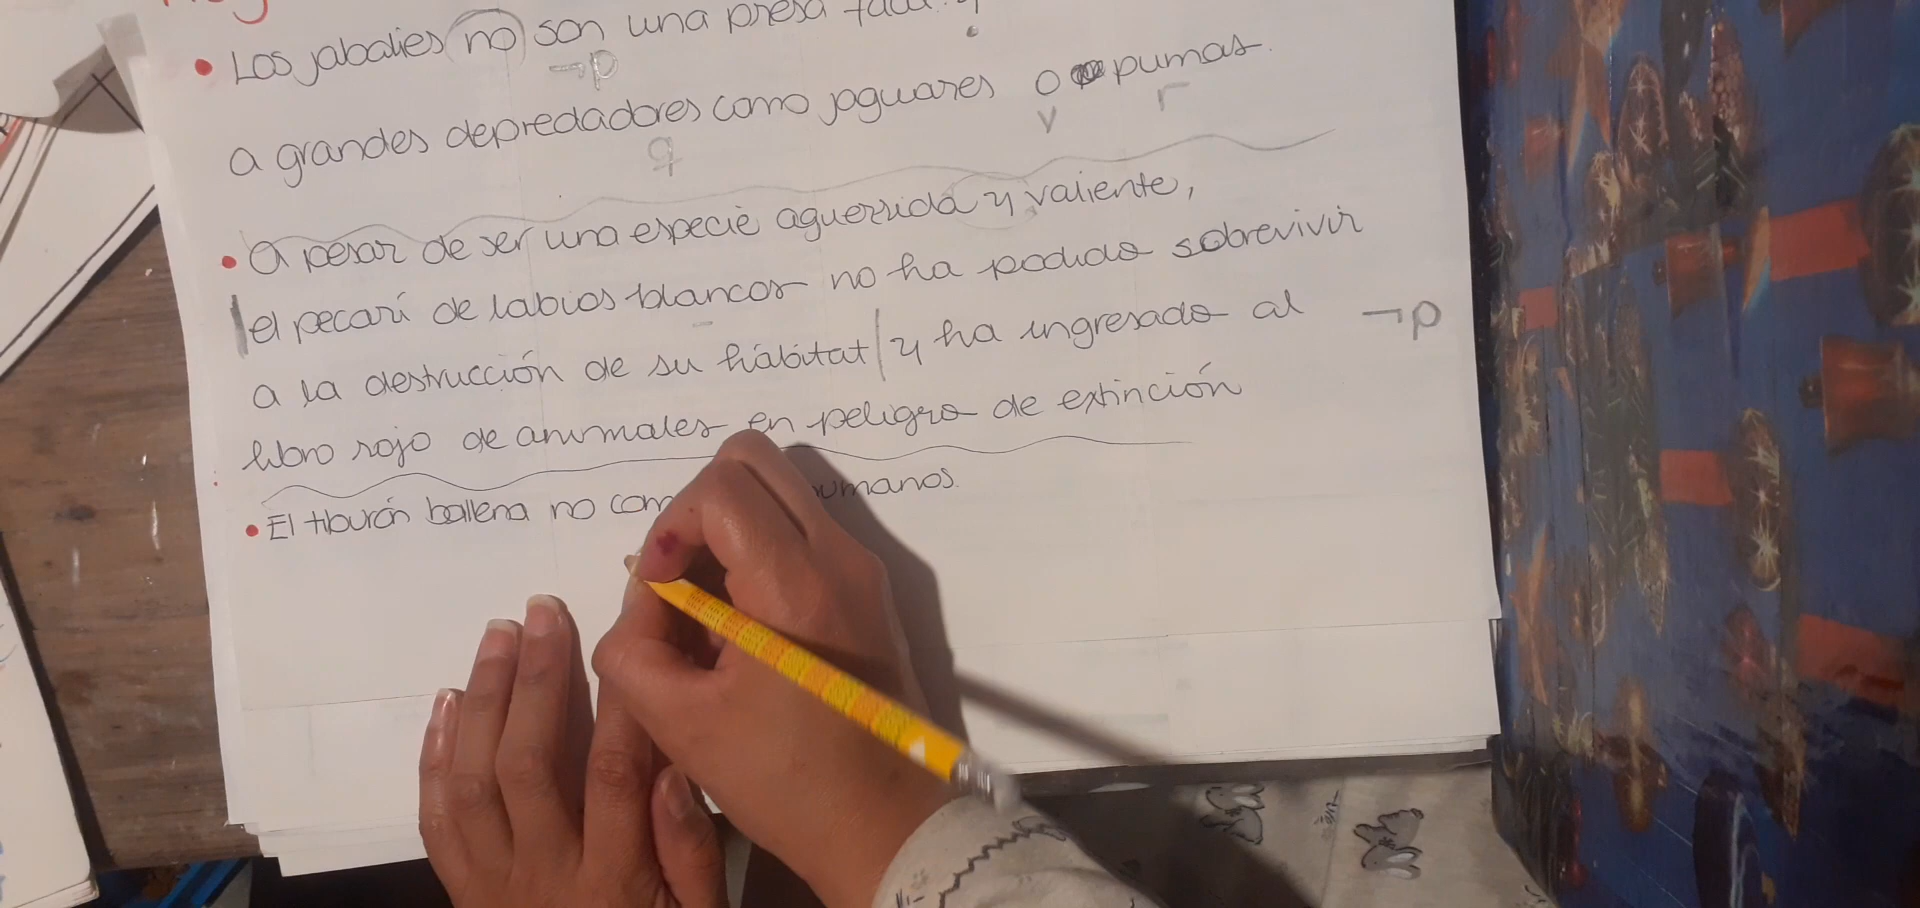 • Los jabalies no son una presa
¬p
a grandes depredadores como jaguares o pumas.
q v r
• A pesar de ser una especie aguerrida y valiente,
el pecarí de labios blancos no ha podido sobrevivir
a la destrucción de su hábitat y ha ingresado al ¬p
libro rojo de animales en peligro de extinción
• El tiburón ballena no com umanos.